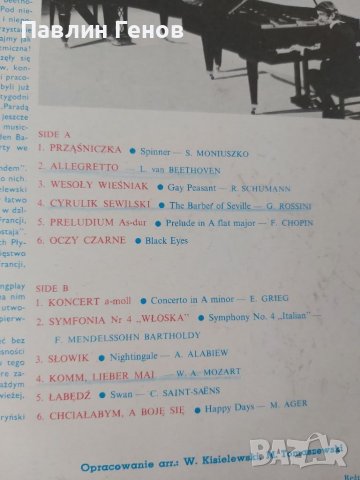 Павлин Генов
SIDE A
1. PRZĄŚNICZKA ● Spinner — S. MONIUSZKO
2. ALLEGRETTO ● L. van BEETHOVEN
3. WESOŁY WIEŚNIAK ● Gay Peasant — R. SCHUMANN
4. CYRULIK SEWILSKI ● The Barber of Seville — G. ROSSINI
5. PRELUDIUM As-dur ● Prelude in A flat major — F. CHOPIN
6. OCZY CZARNE ● Black Eyes
SIDE B
1. KONCERT a-moll ● Concerto in A minor — E. GRIEG
2. SYMFONIA Nr 4 „WŁOSKA" ● Symphony No. 4 „Italian" —
F. MENDELSSOHN BARTHOLDY
3. SŁOWIK ● Nightingale — A. ALABIEW
4. KOMM, LIEBER MAI ● W. A. MOZART
5. ŁABĘDŹ ● Swan — C. SAINT-SAËNS
6. CHCIAŁABYM, A BOJĘ SIĘ ● Happy Days — M. AGER
Opracowanie arr.: W. Kisielewski, M. Tomaszewski
bazar.bg